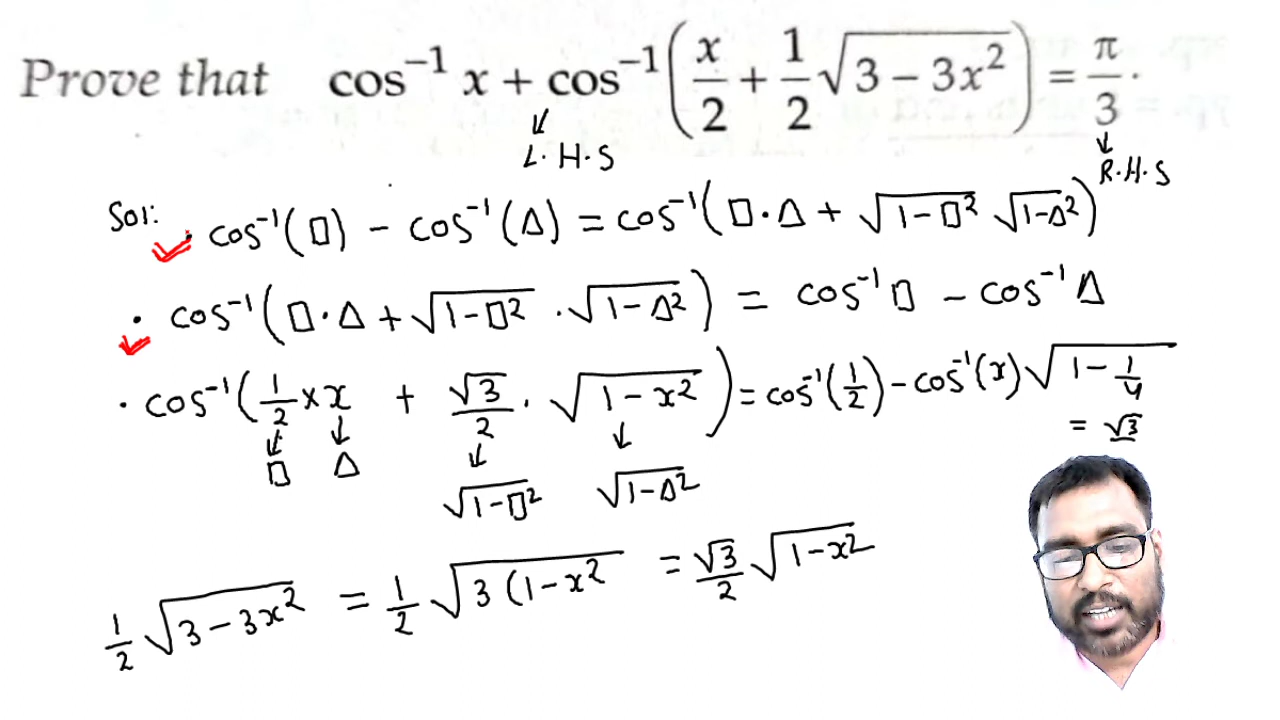 Prove that cos⁻¹ x + cos⁻¹(x/2 + 1/2 √(3 − 3x²)) = π/3.
L.H.S
R.H.S
Sol: cos⁻¹(□) − cos⁻¹(Δ) = cos⁻¹(□·Δ + √(1−□²) √(1−Δ²))
• cos⁻¹(□·Δ + √(1−□²) · √(1−Δ²)) = cos⁻¹□ − cos⁻¹Δ
• cos⁻¹(1/2 × x + √3/2 · √(1−x²)) = cos⁻¹(1/2) − cos⁻¹(x) √(1 − 1/4)
= √3
□ Δ √(1−□²) √(1−Δ²)
1/2 √(3−3x²) = 1/2 √(3(1−x²) = √3/2 √(1−x²)